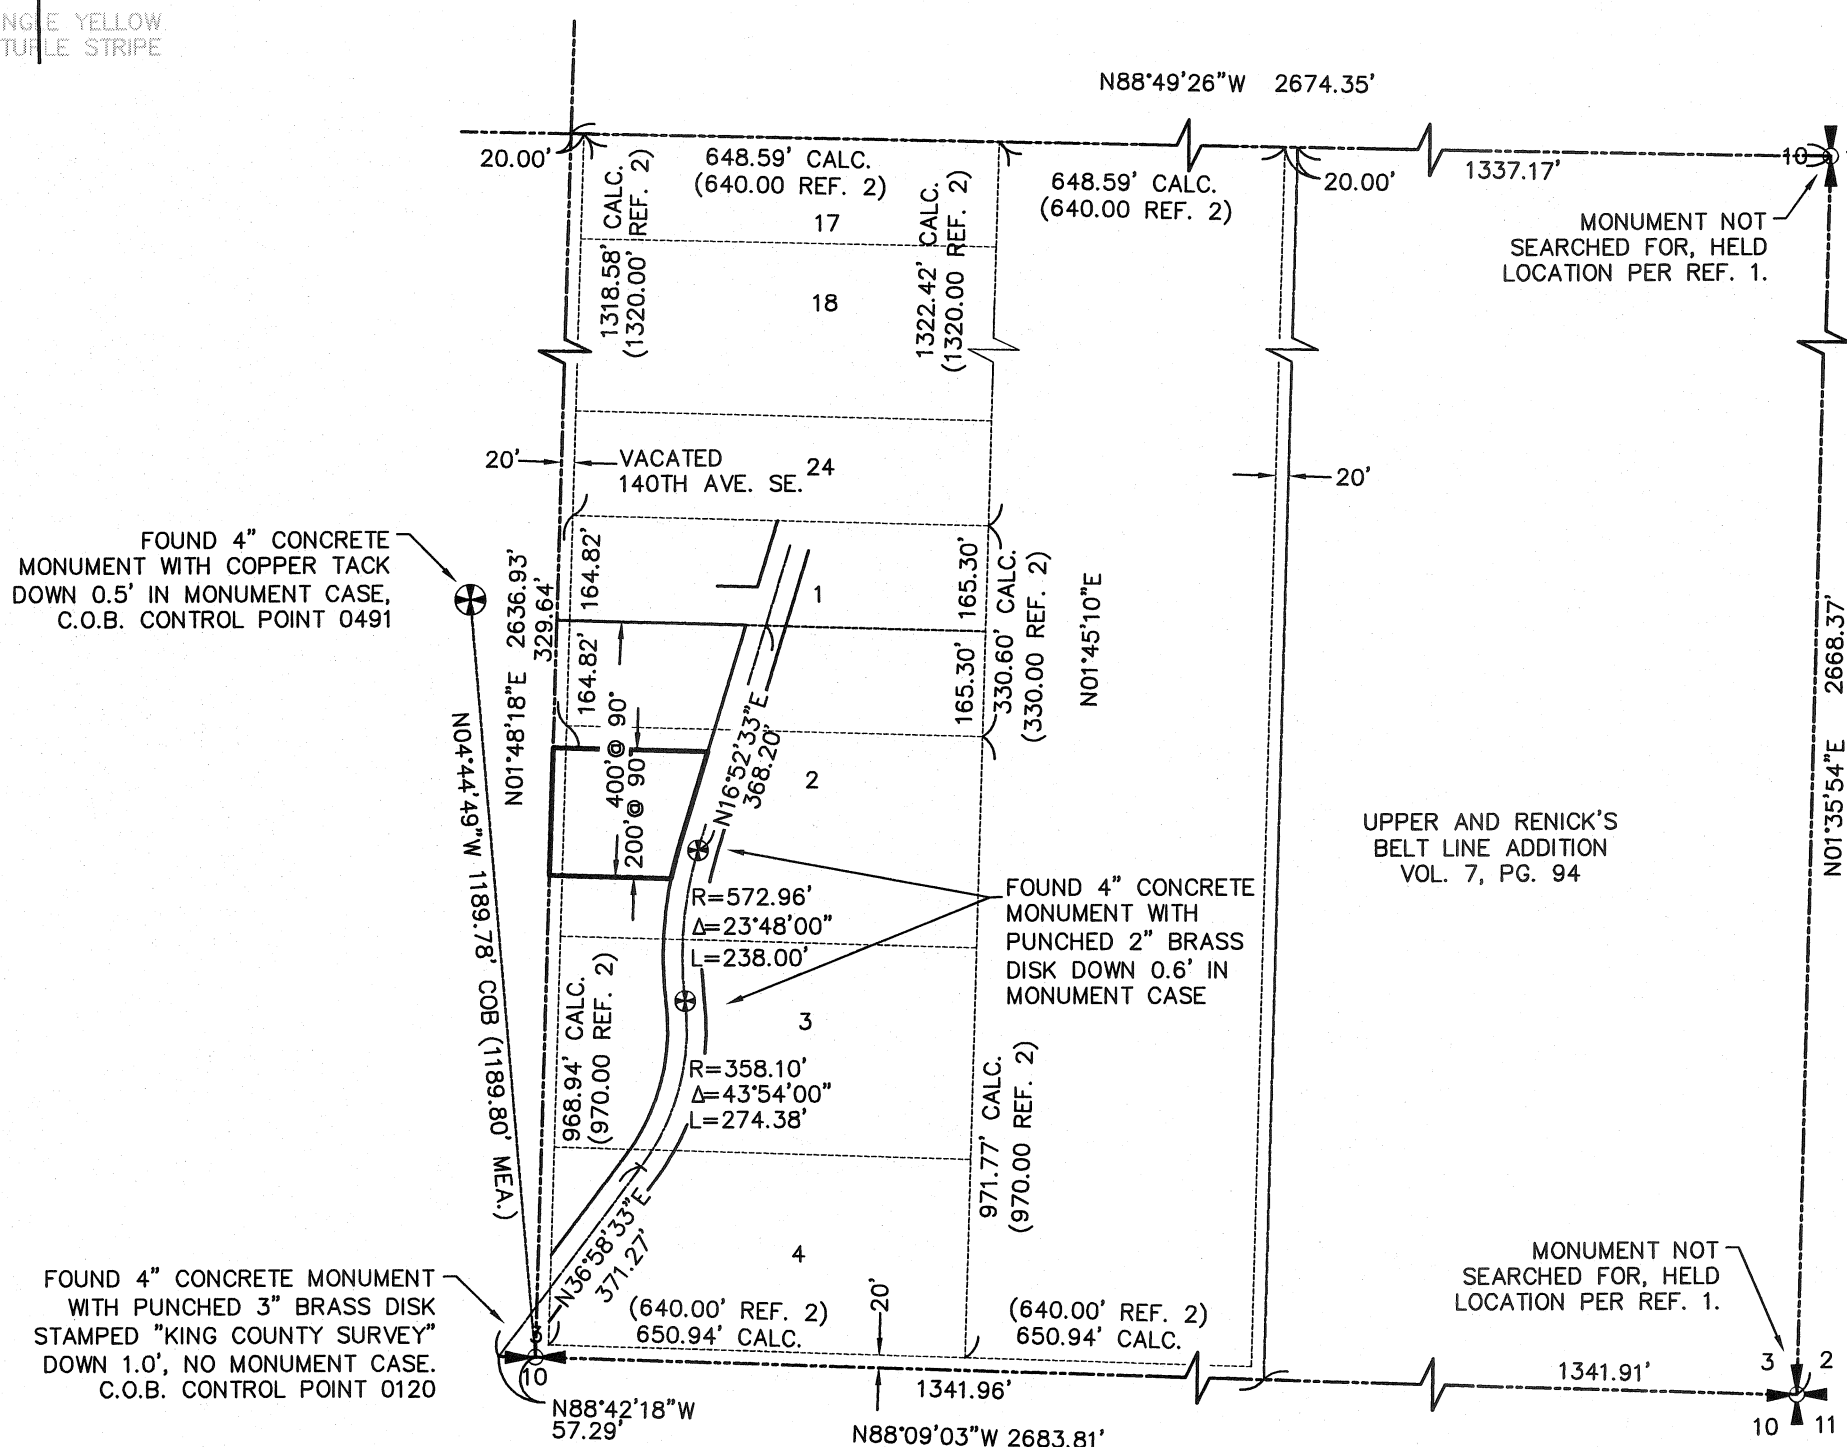 NGLE YELLOW
TURLE STRIPE
N88°49'26"W 2674.35'
20.00'
648.59' CALC.
(640.00 REF. 2)
17
1318.58' CALC.
(1320.00' REF. 2)
1322.42' CALC.
(1320.00 REF. 2)
648.59' CALC.
(640.00 REF. 2)
20.00'
1337.17'
10
MONUMENT NOT
SEARCHED FOR, HELD
LOCATION PER REF. 1.
18
20'
VACATED
140TH AVE. SE.
24
20'
FOUND 4" CONCRETE
MONUMENT WITH COPPER TACK
DOWN 0.5' IN MONUMENT CASE,
C.O.B. CONTROL POINT 0491
N01°48'18"E 2636.93'
329.64'
164.82'
164.82'
1
165.30'
165.30'
330.60' CALC.
(330.00 REF. 2)
N01°45'10"E
N01°35'54"E 2668.37'
N04°44'49"W 1189.78' COB (1189.80' MEA.)
400'@ 90°
200'@ 90°
N16°52'33"E
368.20'
2
UPPER AND RENICK'S
BELT LINE ADDITION
VOL. 7, PG. 94
R=572.96'
Δ=23°48'00"
L=238.00'
FOUND 4" CONCRETE
MONUMENT WITH
PUNCHED 2" BRASS
DISK DOWN 0.6' IN
MONUMENT CASE
968.94' CALC.
(970.00 REF. 2)
3
R=358.10'
Δ=43°54'00"
L=274.38'
971.77' CALC.
(970.00 REF. 2)
N36°58'33"E
371.27'
4
FOUND 4" CONCRETE MONUMENT
WITH PUNCHED 3" BRASS DISK
STAMPED "KING COUNTY SURVEY"
DOWN 1.0', NO MONUMENT CASE.
C.O.B. CONTROL POINT 0120
(640.00' REF. 2)
650.94' CALC.
20'
(640.00' REF. 2)
650.94' CALC.
MONUMENT NOT
SEARCHED FOR, HELD
LOCATION PER REF. 1.
3
10
1341.96'
1341.91'
3 2
10 11
N88°42'18"W
57.29'
N88°09'03"W 2683.81'